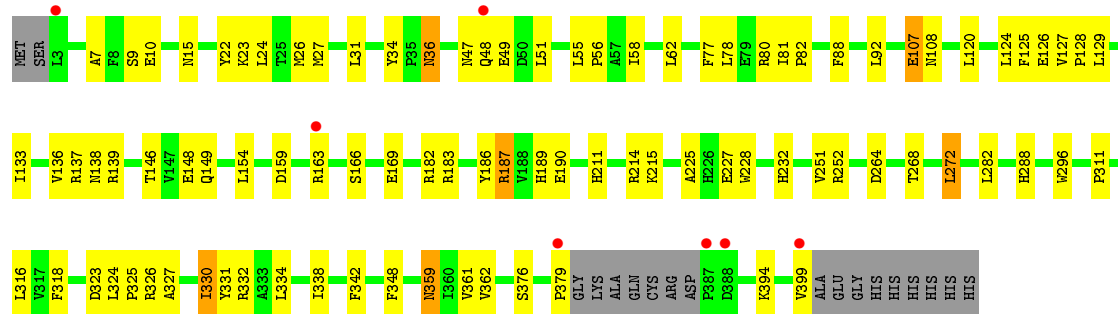 MET SER L3 A7 F8 S9 E10 N15 Y22 K23 L24 T25 M26 M27 L31 Y34 P35 N36 N47 Q48 E49 D50 L51 L55 P56 A57 I58 L62 F77 L78 E79 R80 I81 P82 F88 L92 E107 N108 L120 L124 F125 E126 V127 P128 L129
I133 V136 R137 N138 R139 T146 V147 E148 Q149 L154 D159 R163 S166 E169 R182 R183 Y186 R187 V188 H189 E190 H211 R214 K215 A225 H226 E227 W228 H232 V251 R252 D264 T268 L272 L282 H288 W296 P311
L316 V317 F318 D323 L324 P325 R326 A327 I330 Y331 R332 A333 L334 I338 F342 F348 N359 I360 V361 V362 S376 P379 GLY LYS ALA GLN CYS ARG ASP P387 D388 K394 V399 ALA GLU GLY HIS HIS HIS HIS HIS HIS